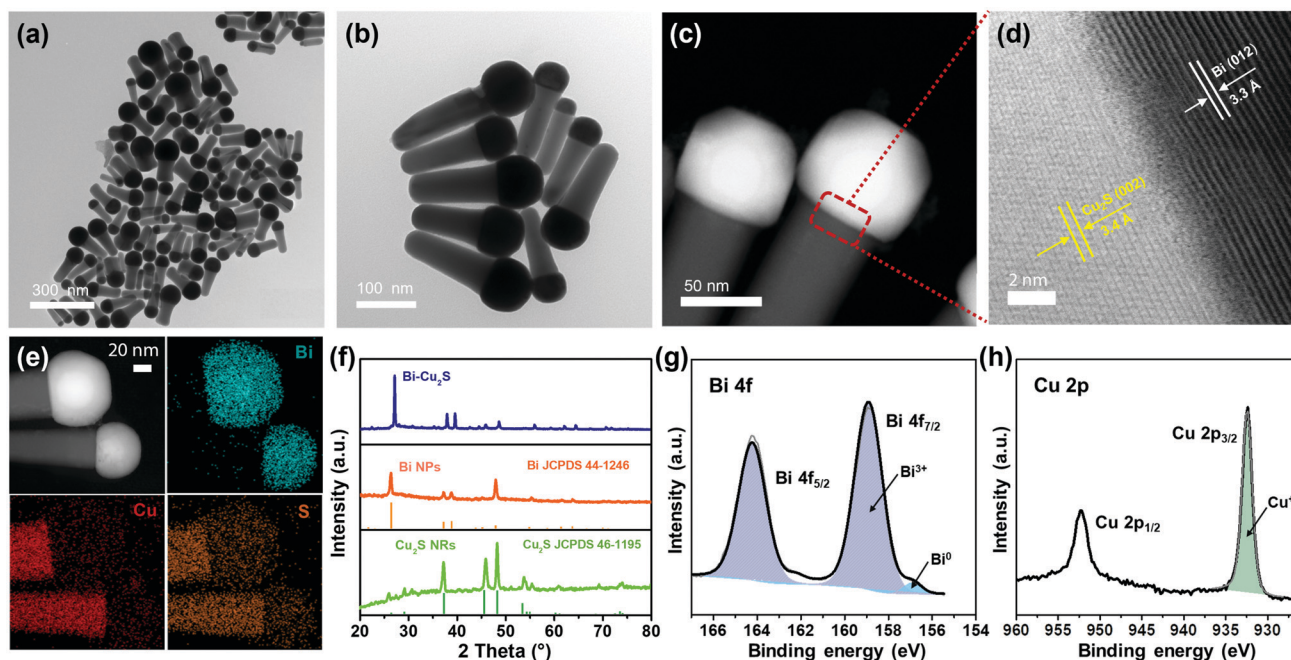 (a)
300 nm
(b)
100 nm
(c)
50 nm
(d)
Bi (012)
3.3 Å
Cu₂S (002)
3.4 Å
2 nm
(e)
20 nm
Bi
Cu
S
(f)
Bi-Cu₂S
Bi NPs
Bi JCPDS 44-1246
Cu₂S NRs
Cu₂S JCPDS 46-1195
Intensity (a.u.)
20 30 40 50 60 70 80
2 Theta (°)
(g)
Bi 4f
Bi 4f₇/₂
Bi 4f₅/₂
Bi³⁺
Bi⁰
Intensity (a.u.)
166 164 162 160 158 156 154
Binding energy (eV)
(h)
Cu 2p
Cu 2p₃/₂
Cu 2p₁/₂
Cu⁺
Intensity (a.u.)
960 955 950 945 940 935 930
Binding energy (eV)